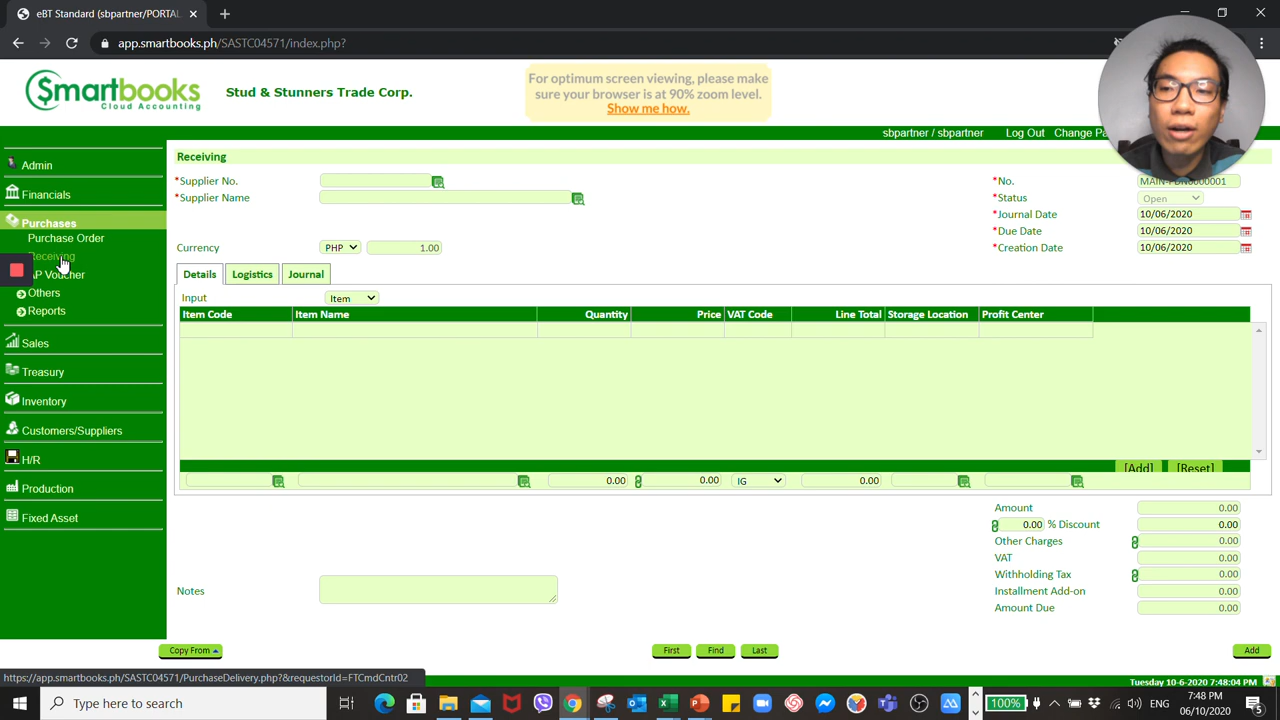 eBT Standard (sbpartner/PORTAL
app.smartbooks.ph/SASTC04571/index.php?
$martbooks
Cloud Accounting
Stud & Stunners Trade Corp.
For optimum screen viewing, please make
sure your browser is at 90% zoom level.
Show me how.
sbpartner / sbpartner
Log Out
Change Pa
Admin
Financials
Purchases
Purchase Order
Receiving
AP Voucher
Others
Reports
Sales
Treasury
Inventory
Customers/Suppliers
H/R
Production
Fixed Asset
Receiving
*Supplier No.
*Supplier Name
Currency PHP 1.00
*No. MAIN-PDN0000001
*Status Open
*Journal Date 10/06/2020
*Due Date 10/06/2020
*Creation Date 10/06/2020
Details Logistics Journal
Input Item
Item Code Item Name Quantity Price VAT Code Line Total Storage Location Profit Center
[Add] [Reset]
0.00 0.00 IG 0.00
Amount 0.00
0.00 % Discount 0.00
Other Charges 0.00
VAT 0.00
Withholding Tax 0.00
Installment Add-on 0.00
Amount Due 0.00
Notes
Copy From First Find Last Add
https://app.smartbooks.ph/SASTC04571/PurchaseDelivery.php?&requestorId=FTCmdCntr02
Tuesday 10-6-2020 7:48:04 PM
Type here to search
100%
ENG
7:48 PM
06/10/2020
5